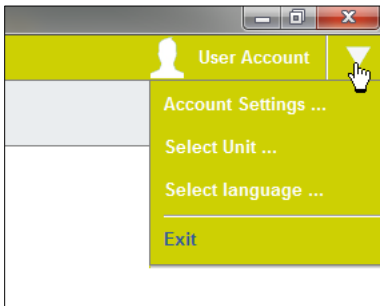 User Account
Account Settings ...
Select Unit ...
Select language ...
Exit